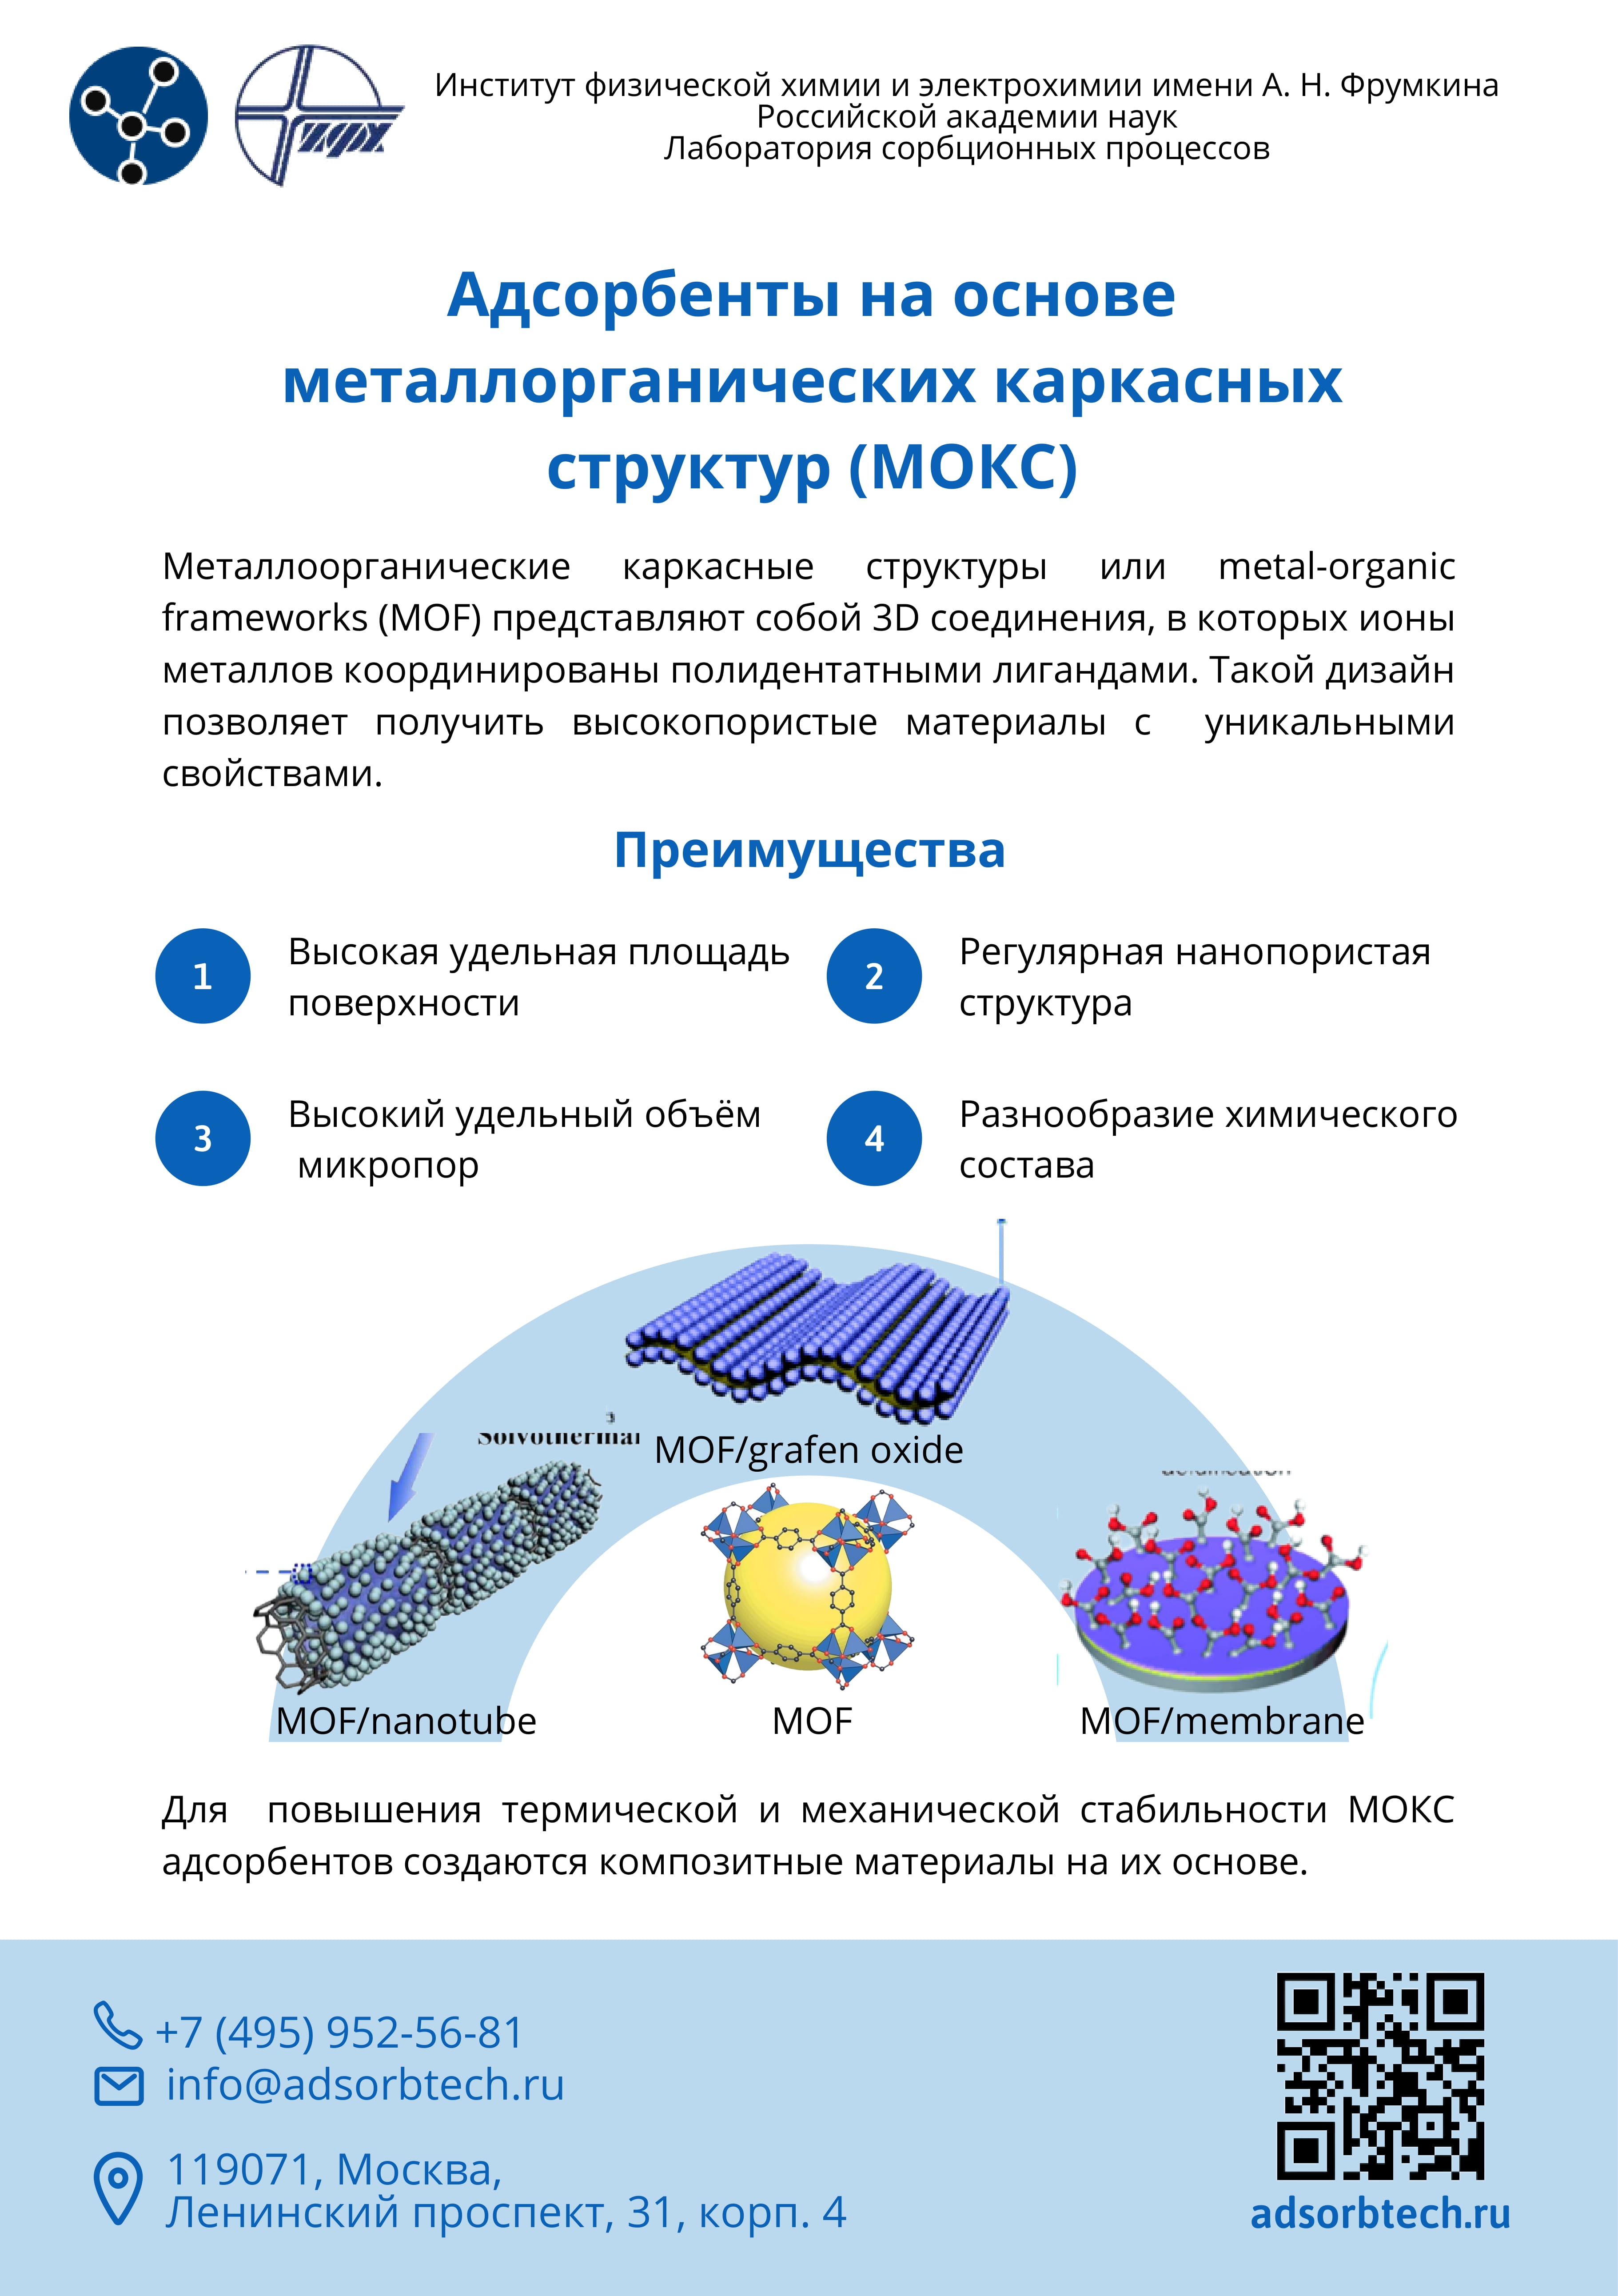 ИФХ
Институт физической химии и электрохимии имени А. Н. Фрумкина
Российской академии наук
Лаборатория сорбционных процессов
Адсорбенты на основе
металлорганических каркасных
структур (МОКС)
Металлоорганические каркасные структуры или metal-organic
frameworks (MOF) представляют собой 3D соединения, в которых ионы
металлов координированы полидентатными лигандами. Такой дизайн
позволяет получить высокопористые материалы с уникальными
свойствами.
Преимущества
1
Высокая удельная площадь
поверхности
2
Регулярная нанопористая
структура
3
Высокий удельный объём
микропор
4
Разнообразие химического
состава
3
Solvothermal
MOF/grafen oxide
MOF/nanotube
MOF
MOF/membrane
Для повышения термической и механической стабильности МОКС
адсорбентов создаются композитные материалы на их основе.
+7 (495) 952-56-81
info@adsorbtech.ru
119071, Москва,
Ленинский проспект, 31, корп. 4
adsorbtech.ru